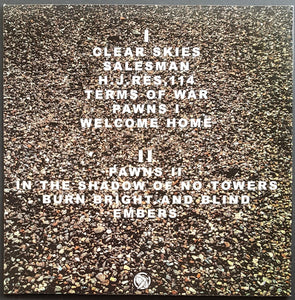 I
CLEAR SKIES
SALESMAN
H.J.RES.114
TERMS OF WAR
PAWNS I
WELCOME HOME
II
PAWNS II
IN THE SHADOW OF NO TOWERS
BURN BRIGHT AND BLIND
EMBERS